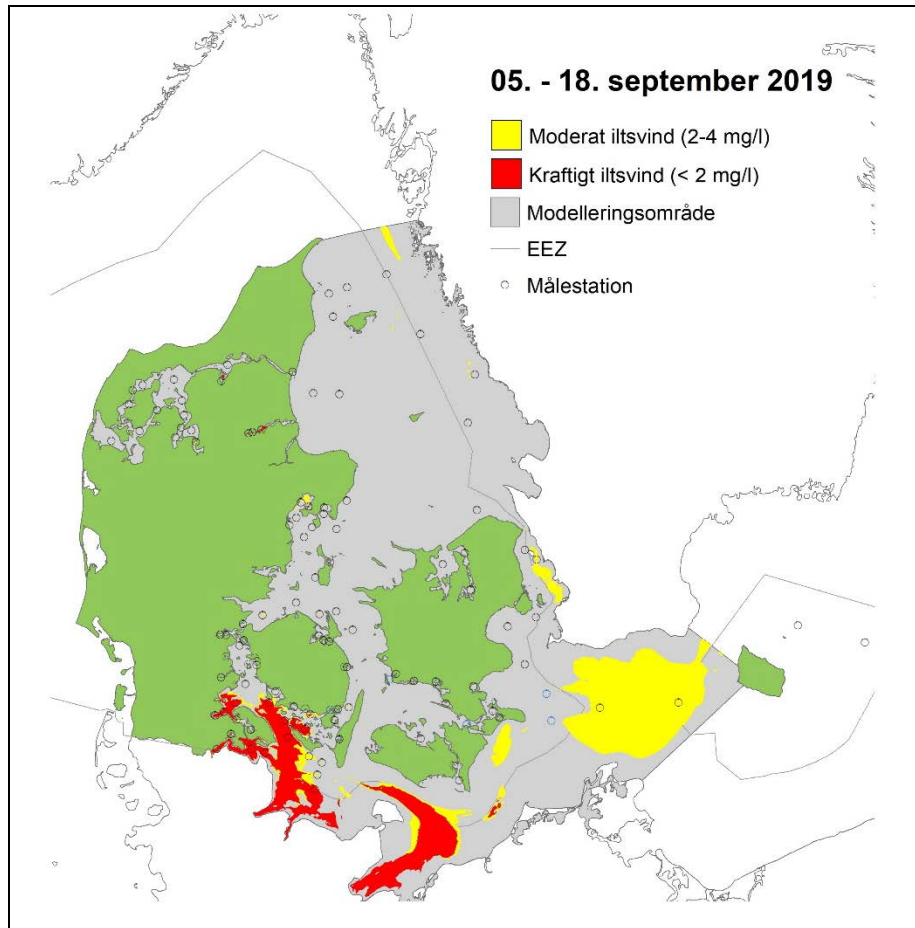 05. - 18. september 2019
Moderat iltsvind (2-4 mg/l)
Kraftigt iltsvind (< 2 mg/l)
Modelleringsområde
EEZ
Målestation